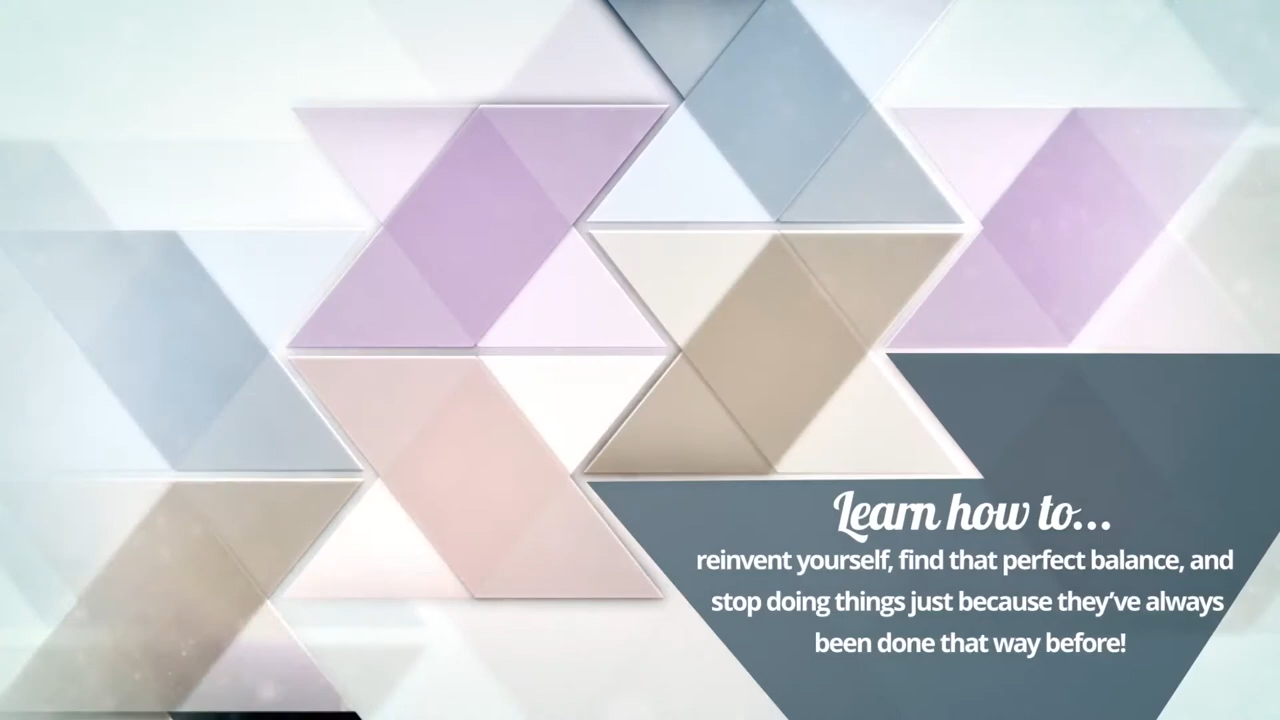 Learn how to...
reinvent yourself, find that perfect balance, and
stop doing things just because they’ve always
been done that way before!